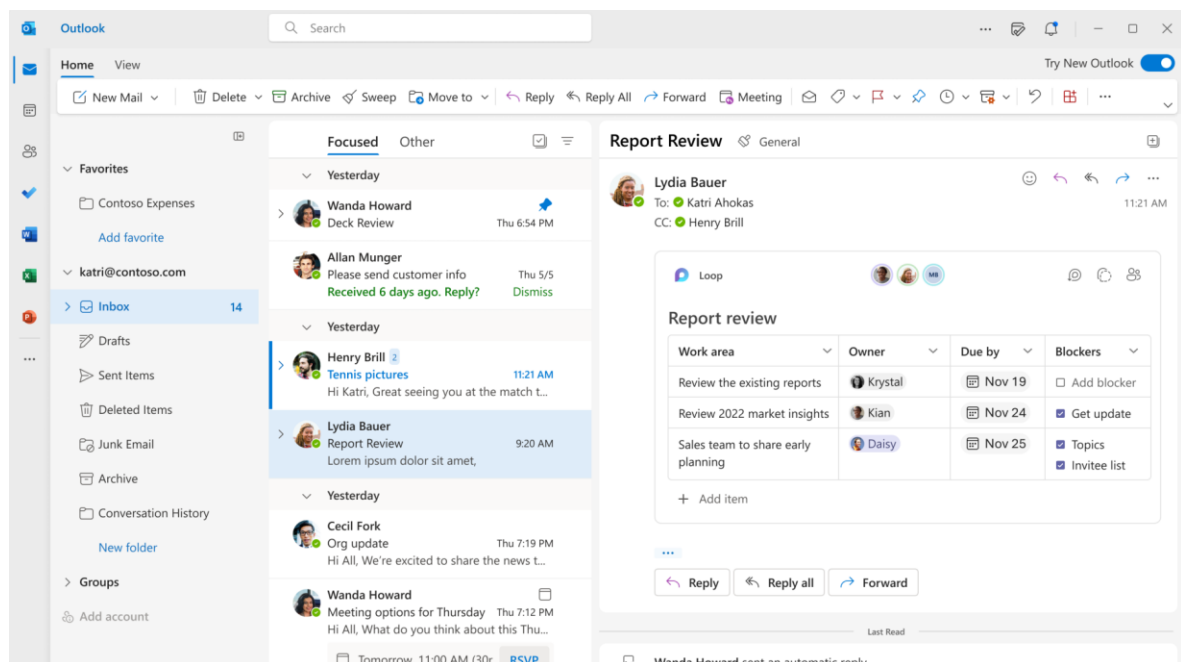 Outlook
Search
Home View
Try New Outlook
New Mail Delete Archive Sweep Move to Reply Reply All Forward Meeting
Favorites
Contoso Expenses
Add favorite
katri@contoso.com
Inbox 14
Drafts
Sent Items
Deleted Items
Junk Email
Archive
Conversation History
New folder
Groups
Add account
Focused Other
Yesterday
Wanda Howard
Deck Review Thu 6:54 PM
Allan Munger
Please send customer info Thu 5/5
Received 6 days ago. Reply? Dismiss
Yesterday
Henry Brill 2
Tennis pictures 11:21 AM
Hi Katri, Great seeing you at the match t...
Lydia Bauer
Report Review 9:20 AM
Lorem ipsum dolor sit amet,
Yesterday
Cecil Fork
Org update Thu 7:19 PM
Hi All, We're excited to share the news t...
Wanda Howard
Meeting options for Thursday Thu 7:12 PM
Hi All, What do you think about this Thu...
Tomorrow, 11:00 AM (30r RSVP
Report Review General
Lydia Bauer
To: Katri Ahokas 11:21 AM
CC: Henry Brill
Loop MB
Report review
Work area Owner Due by Blockers
Review the existing reports Krystal Nov 19 Add blocker
Review 2022 market insights Kian Nov 24 Get update
Sales team to share early Daisy Nov 25 Topics
planning Invitee list
+ Add item
Reply Reply all Forward
Last Read
Wanda Howard sent an automatic reply